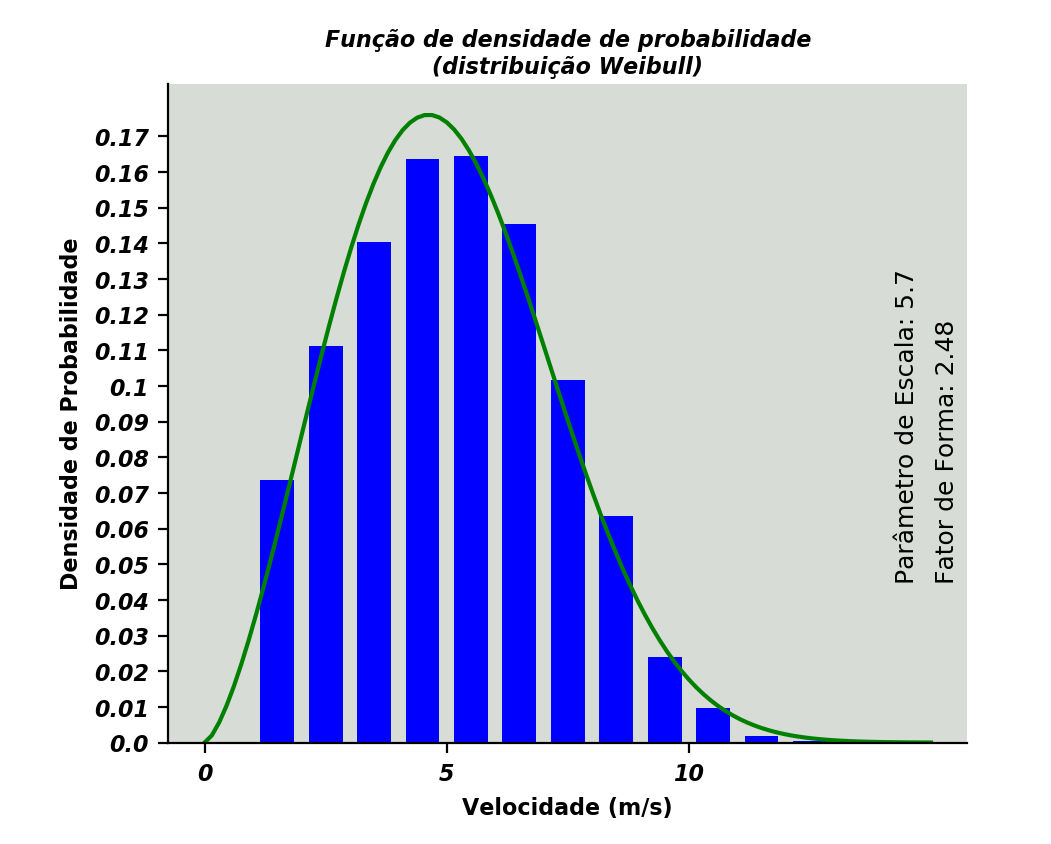 Função de densidade de probabilidade
(distribuição Weibull)
Densidade de Probabilidade
0.17
0.16
0.15
0.14
0.13
0.12
0.11
0.1
0.09
0.08
0.07
0.06
0.05
0.04
0.03
0.02
0.01
0.0
Parâmetro de Escala: 5.7
Fator de Forma: 2.48
0 5 10
Velocidade (m/s)